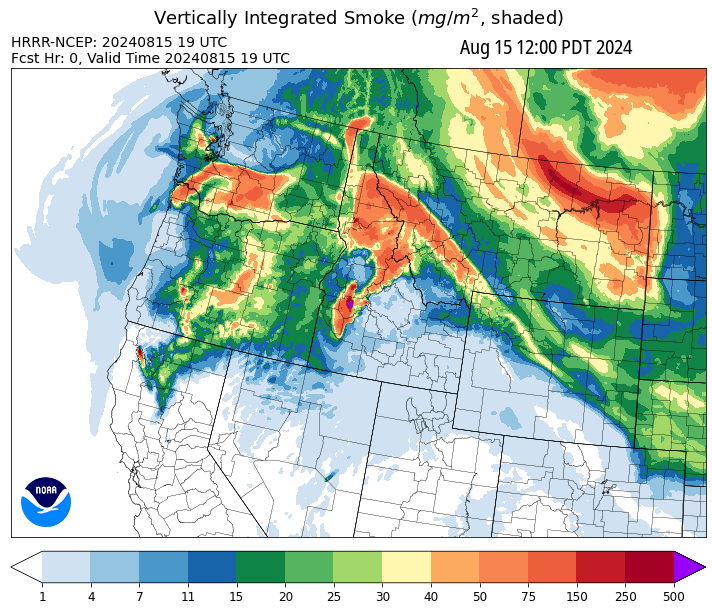 Vertically Integrated Smoke (mg/m², shaded)
HRRR-NCEP: 20240815 19 UTC
Aug 15 12:00 PDT 2024
Fcst Hr: 0, Valid Time 20240815 19 UTC
NOAA
1 4 7 11 15 20 25 30 40 50 75 150 250 500